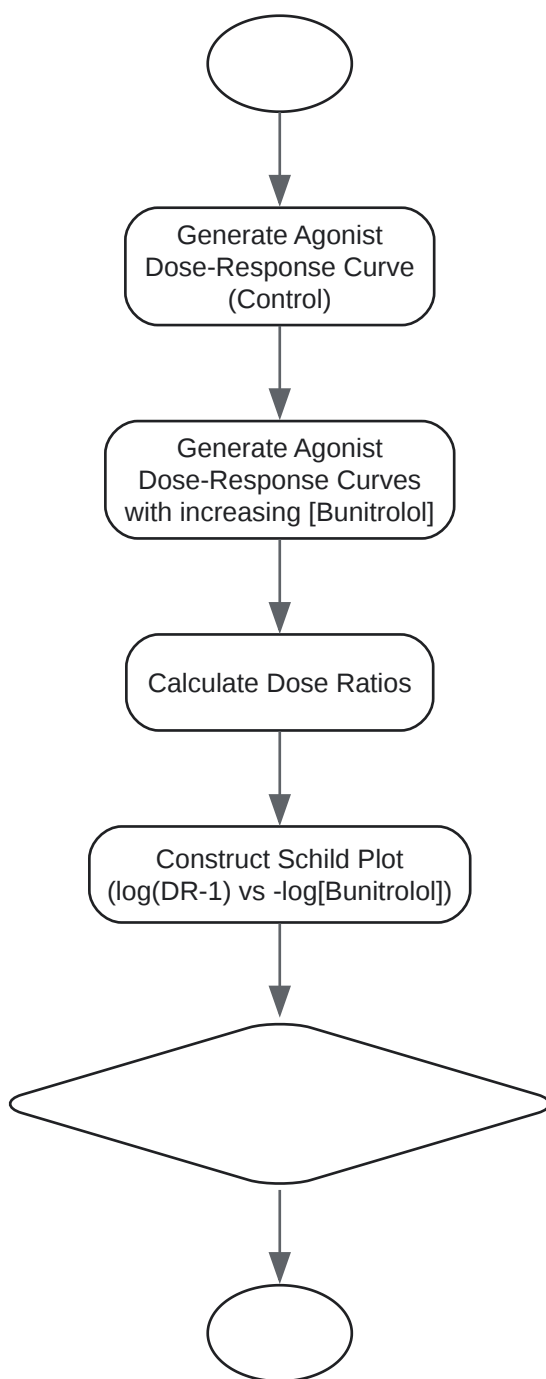 Generate Agonist
Dose-Response Curve
(Control)
Generate Agonist
Dose-Response Curves
with increasing [Bunitrolol]
Calculate Dose Ratios
Construct Schild Plot
(log(DR-1) vs -log[Bunitrolol])